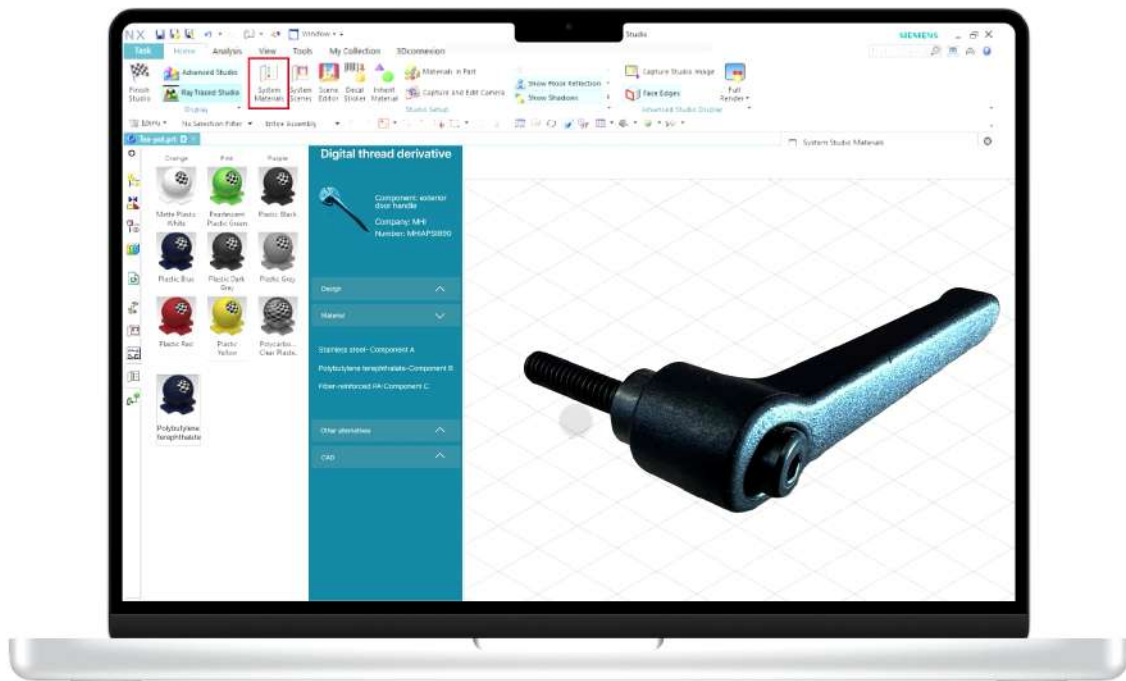 NX
Window
Studio
SIEMENS
Task Home Analysis View Tools My Collection 3Dconnexion
Finish Studio
Advanced Studio
Ray Traced Studio
Display
System Materials
System Scenes
Scene Editor
Decal Sticker
Inherit Material
Materials in Part
Capture and Edit Camera
Studio Setup
Show Floor Reflection
Show Shadows
Capture Studio Image
Face Edges
Full Render
Advanced Studio Display
Menu
No Selection Filter
Entire Assembly
System Studio Materials
Orange Pink Purple
Matte Plastic White
Pearlescent Plastic Green
Plastic Black
Plastic Blue
Plastic Dark Grey
Plastic Grey
Plastic Red
Plastic Yellow
Polycarbo... Clear Plastic
Polybutylene terephthalate
Digital thread derivative
Component: exterior
door handle
Company: MHI
Design
Material
Stainless steel- Component A
Polybutylene terephthalate-Component B
Fiber-reinforced PA-Component C
Other alternatives
CAD